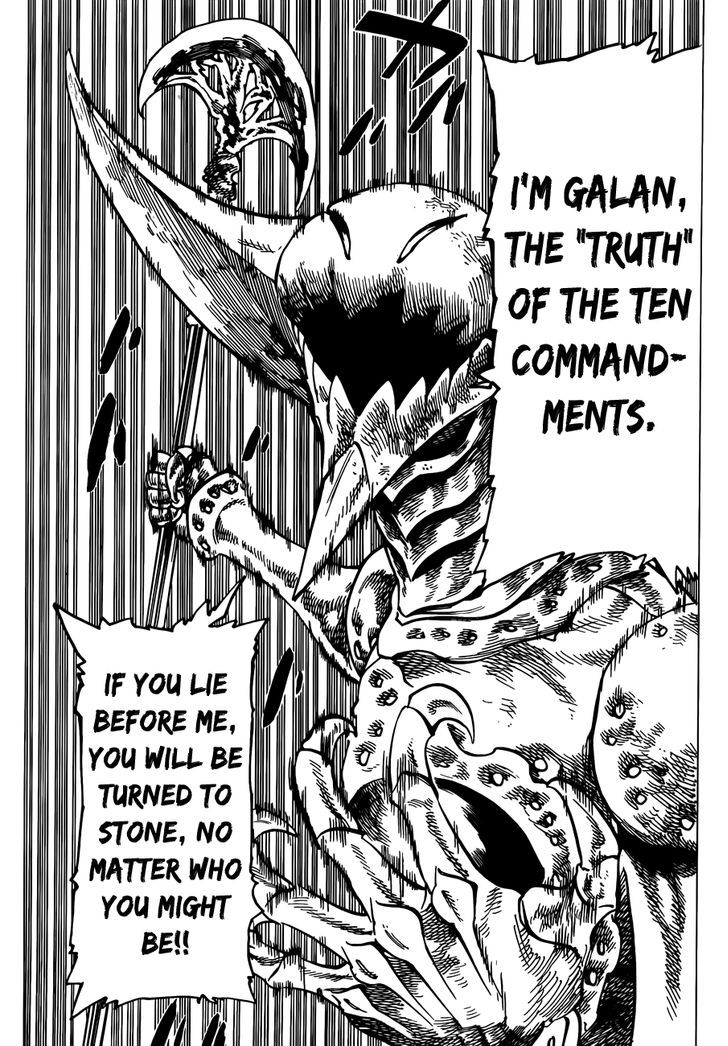 I'M GALAN,
THE "TRUTH"
OF THE TEN
COMMAND-
MENTS.
IF YOU LIE
BEFORE ME,
YOU WILL BE
TURNED TO
STONE, NO
MATTER WHO
YOU MIGHT
BE!!